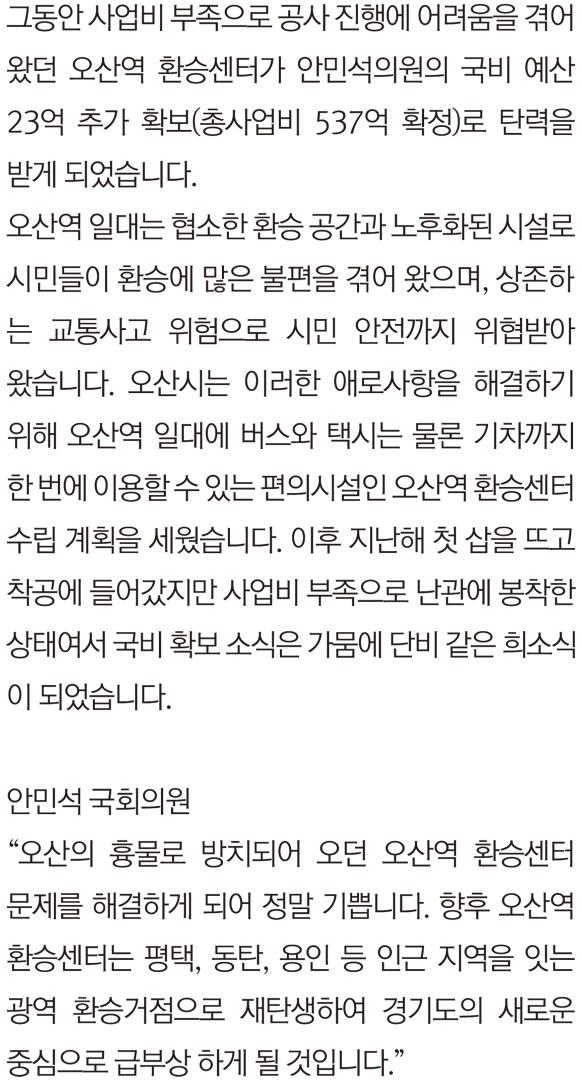 그동안 사업비 부족으로 공사 진행에 어려움을 겪어
왔던 오산역 환승센터가 안민석의원의 국비 예산
23억 추가 확보(총사업비 537억 확정)로 탄력을
받게 되었습니다.
오산역 일대는 협소한 환승 공간과 노후화된 시설로
시민들이 환승에 많은 불편을 겪어 왔으며, 상존하
는 교통사고 위험으로 시민 안전까지 위협받아
왔습니다. 오산시는 이러한 애로사항을 해결하기
위해 오산역 일대에 버스와 택시는 물론 기차까지
한 번에 이용할 수 있는 편의시설인 오산역 환승센터
수립 계획을 세웠습니다. 이후 지난해 첫 삽을 뜨고
착공에 들어갔지만 사업비 부족으로 난관에 봉착한
상태여서 국비 확보 소식은 가뭄에 단비 같은 희소식
이 되었습니다.
안민석 국회의원
“오산의 흉물로 방치되어 오던 오산역 환승센터
문제를 해결하게 되어 정말 기쁩니다. 향후 오산역
환승센터는 평택, 동탄, 용인 등 인근 지역을 잇는
광역 환승거점으로 재탄생하여 경기도의 새로운
중심으로 급부상 하게 될 것입니다.”